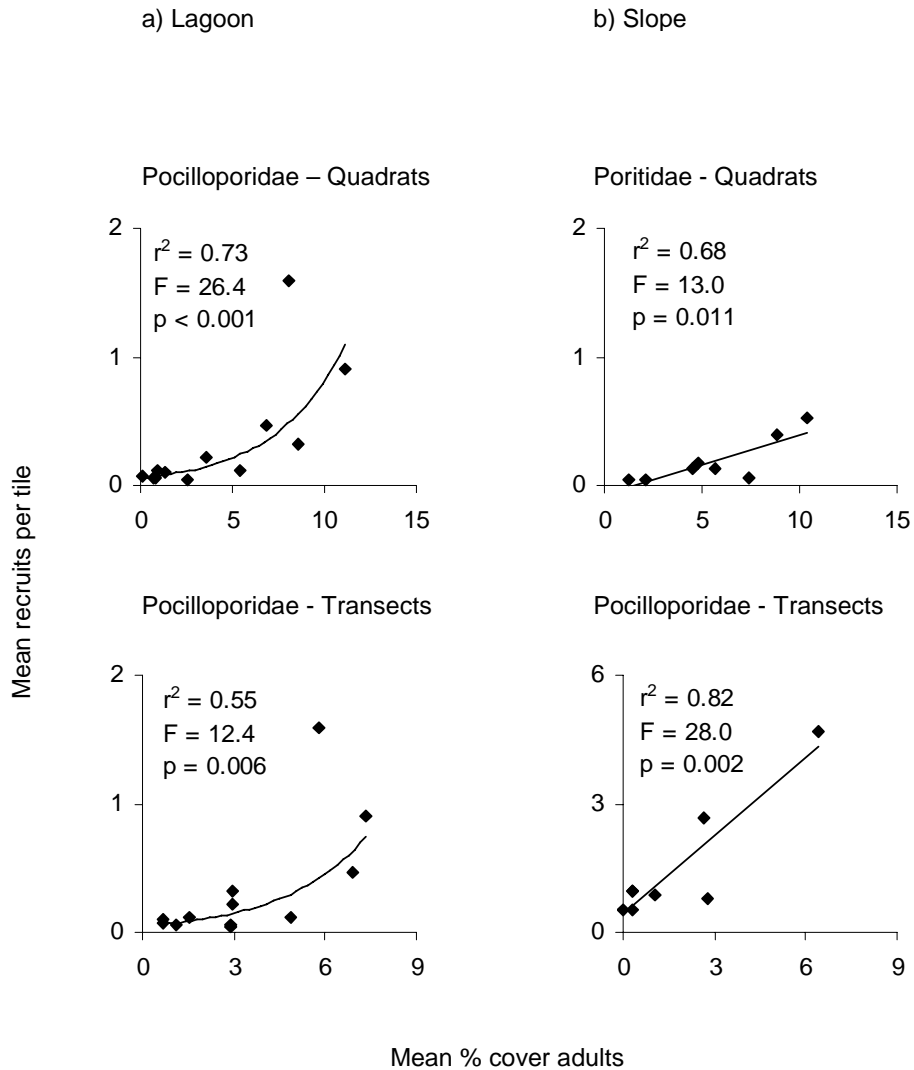 a) Lagoon
b) Slope
Pocilloporidae – Quadrats
r² = 0.73
F = 26.4
p < 0.001
2
1
0
0 5 10 15
Poritidae - Quadrats
r² = 0.68
F = 13.0
p = 0.011
2
1
0
0 5 10 15
Mean recruits per tile
Pocilloporidae - Transects
r² = 0.55
F = 12.4
p = 0.006
2
1
0
0 3 6 9
Pocilloporidae - Transects
r² = 0.82
F = 28.0
p = 0.002
6
3
0
0 3 6 9
Mean % cover adults